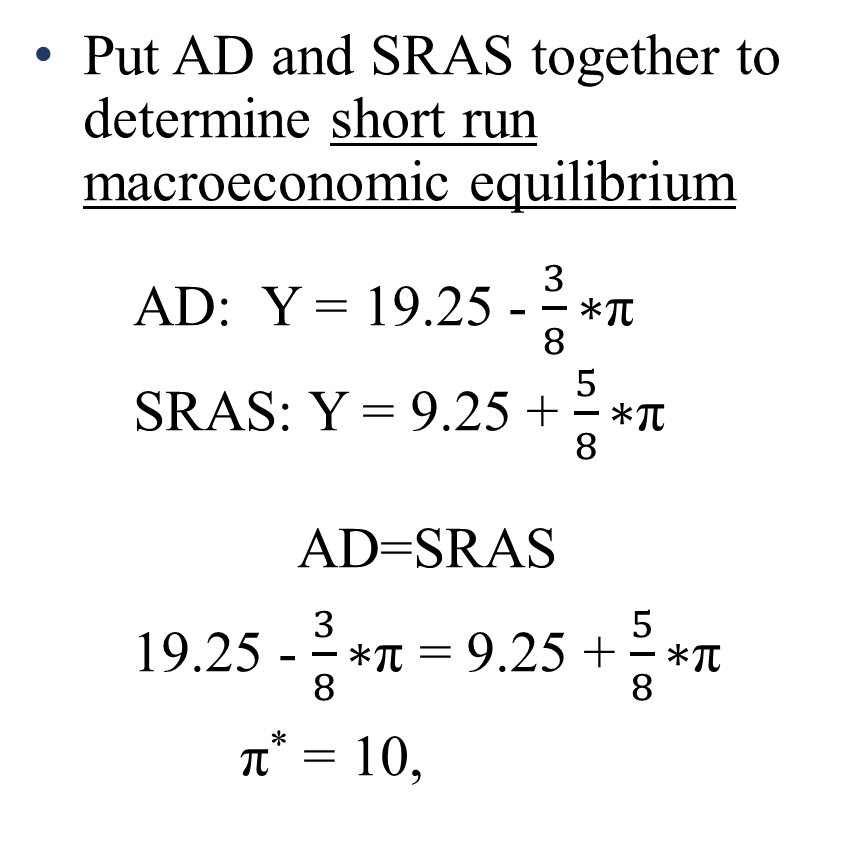 • Put AD and SRAS together to
determine short run
macroeconomic equilibrium
AD: Y = 19.25 - 3/8 *π
SRAS: Y = 9.25 + 5/8 *π
AD=SRAS
19.25 - 3/8 *π = 9.25 + 5/8 *π
π* = 10,